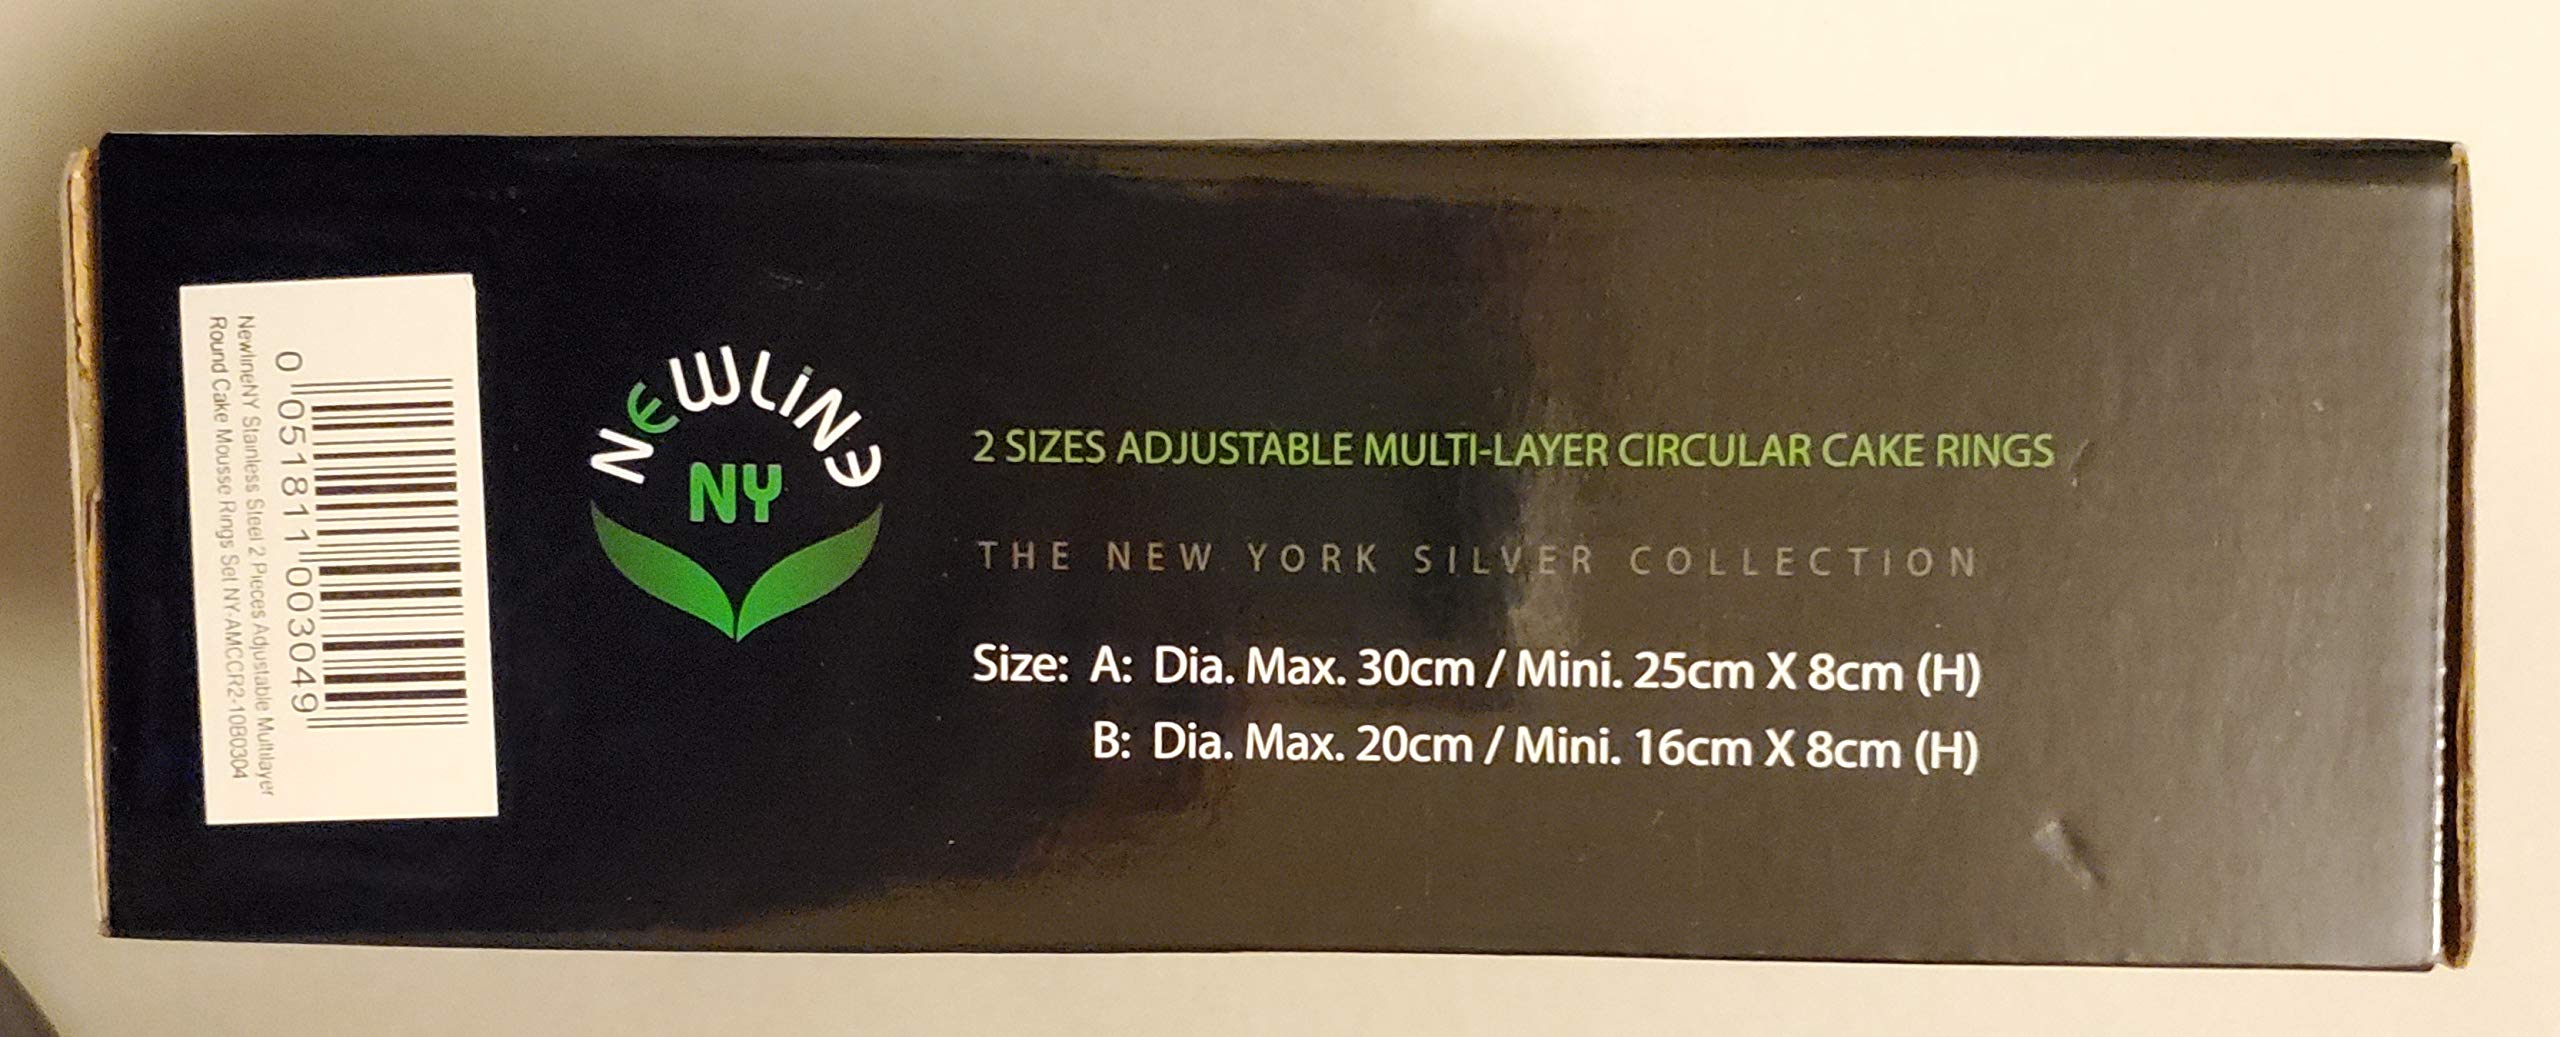 NewlineNY Stainless Steel 2 Pieces Adjustable Multilayer
Round Cake Mousse Rings Set NY-AMCCR2-10B0304
0 051811 003049
NEWLiNE
NY
2 SIZES ADJUSTABLE MULTI-LAYER CIRCULAR CAKE RINGS
THE NEW YORK SILVER COLLECTION
Size: A: Dia. Max. 30cm / Mini. 25cm X 8cm (H)
B: Dia. Max. 20cm / Mini. 16cm X 8cm (H)